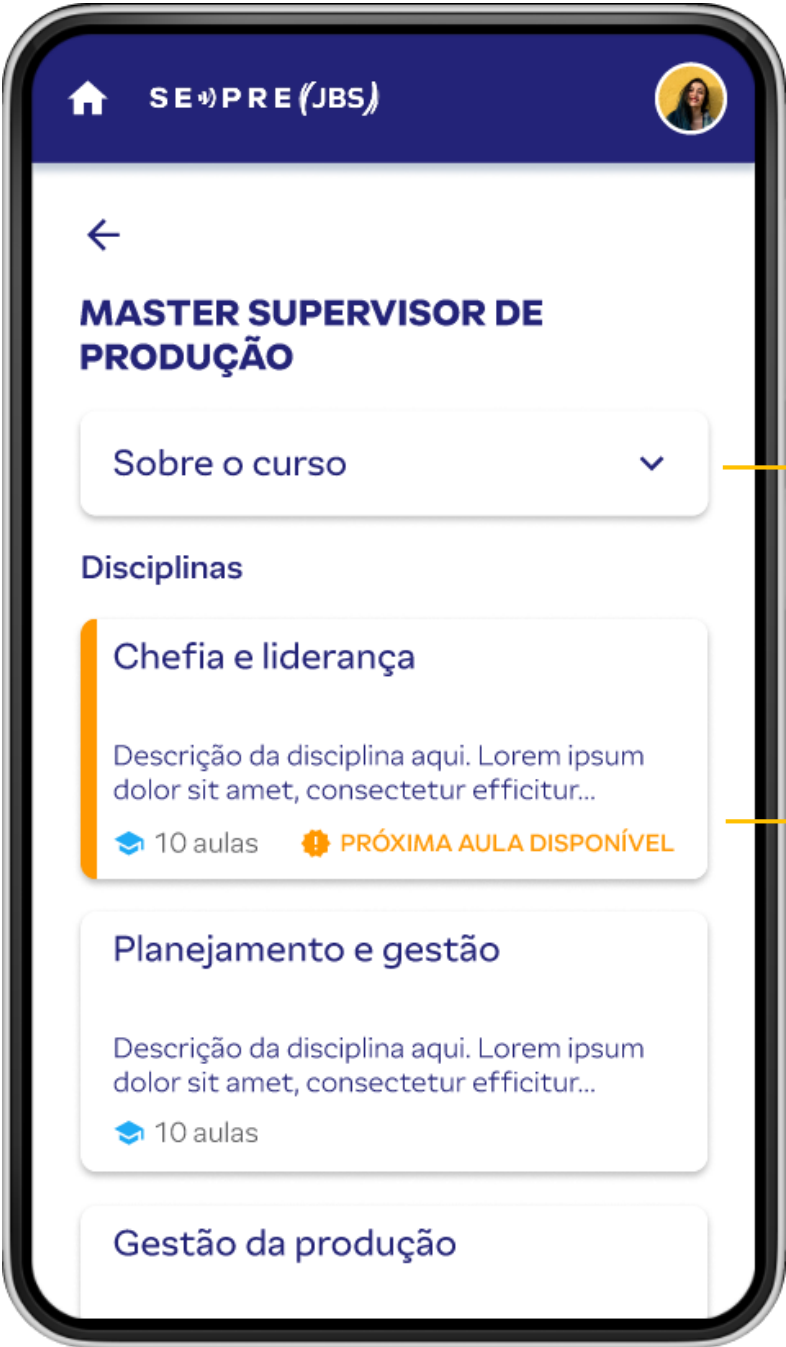 SEMPRE (JBS)
MASTER SUPERVISOR DE
PRODUÇÃO
Sobre o curso
Disciplinas
Chefia e liderança
Descrição da disciplina aqui. Lorem ipsum
dolor sit amet, consectetur efficitur...
10 aulas PRÓXIMA AULA DISPONÍVEL
Planejamento e gestão
Descrição da disciplina aqui. Lorem ipsum
dolor sit amet, consectetur efficitur...
10 aulas
Gestão da produção